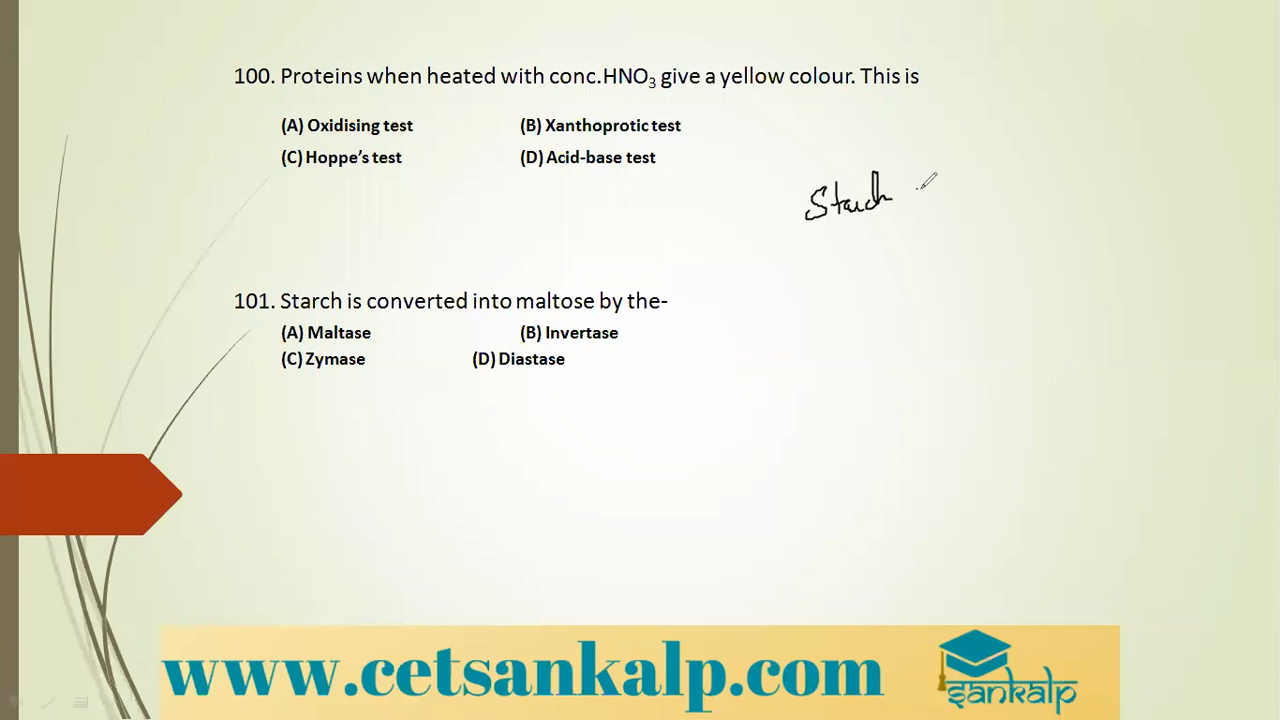 100. Proteins when heated with conc.HNO₃ give a yellow colour. This is
(A) Oxidising test (B) Xanthoprotic test
(C) Hoppe’s test (D) Acid-base test
Starch
101. Starch is converted into maltose by the-
(A) Maltase (B) Invertase
(C) Zymase (D) Diastase
www.cetsankalp.com
sankalp